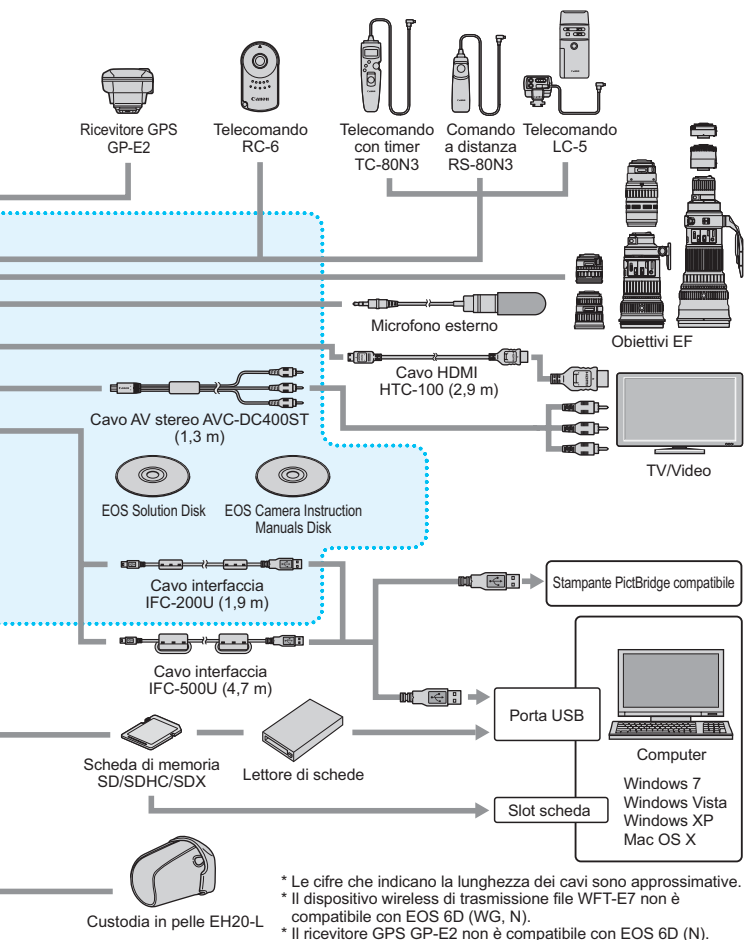 Ricevitore GPS
GP-E2
Telecomando
RC-6
Telecomando
con timer
TC-80N3
Comando
a distanza
RS-80N3
Telecomando
LC-5
Canon
Obiettivi EF
Microfono esterno
Cavo HDMI
HTC-100 (2,9 m)
Cavo AV stereo AVC-DC400ST
(1,3 m)
TV/Video
EOS Solution Disk
EOS Camera Instruction
Manuals Disk
Cavo interfaccia
IFC-200U (1,9 m)
Stampante PictBridge compatibile
Cavo interfaccia
IFC-500U (4,7 m)
Porta USB
Computer
Scheda di memoria
SD/SDHC/SDX
Lettore di schede
Slot scheda
Windows 7
Windows Vista
Windows XP
Mac OS X
Custodia in pelle EH20-L
* Le cifre che indicano la lunghezza dei cavi sono approssimative.
* Il dispositivo wireless di trasmissione file WFT-E7 non è
compatibile con EOS 6D (WG, N).
* Il ricevitore GPS GP-E2 non è compatibile con EOS 6D (N).